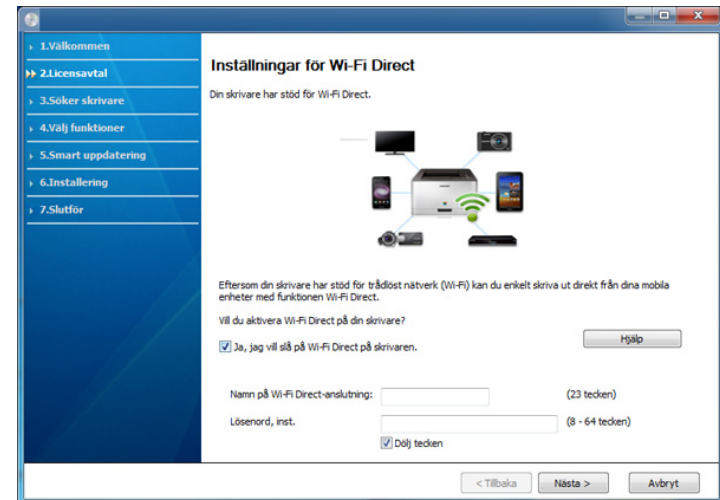 1.Välkommen
2.Licensavtal
3.Söker skrivare
4.Välj funktioner
5.Smart uppdatering
6.Installering
7.Slutför
Inställningar för Wi-Fi Direct
Din skrivare har stöd för Wi-Fi Direct.
Eftersom din skrivare har stöd för trådlöst nätverk (Wi-Fi) kan du enkelt skriva ut direkt från dina mobila
enheter med funktionen Wi-Fi Direct.
Vill du aktivera Wi-Fi Direct på din skrivare?
Ja, jag vill slå på Wi-Fi Direct på skrivaren.
Hjälp
Namn på Wi-Fi Direct-anslutning: (23 tecken)
Lösenord, inst. (8 - 64 tecken)
Dölj tecken
< Tillbaka Nästa > Avbryt